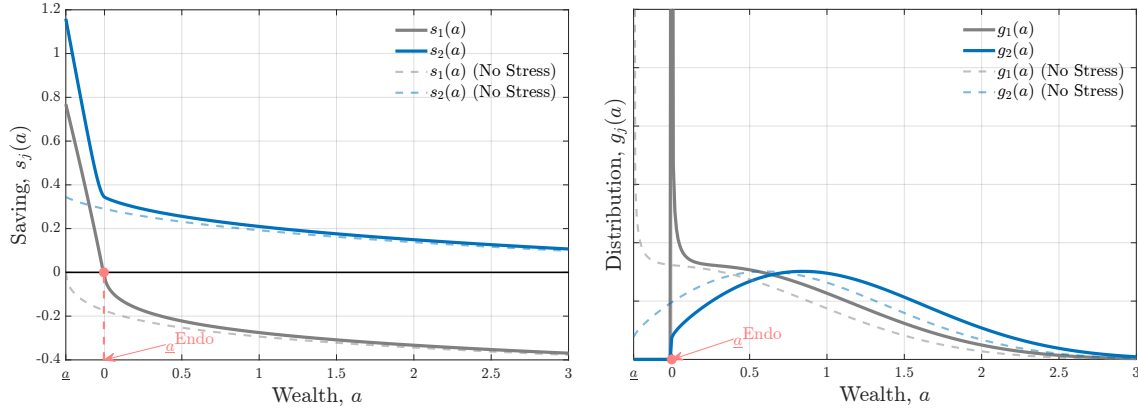 1.2
1
0.8
0.6
0.4
0.2
0
-0.2
-0.4
Saving, s_j(a)
s_1(a)
s_2(a)
s_1(a) (No Stress)
s_2(a) (No Stress)
a̲^Endo
a̲ 0 0.5 1 1.5 2 2.5 3
Wealth, a
Distribution, g_j(a)
g_1(a)
g_2(a)
g_1(a) (No Stress)
g_2(a) (No Stress)
a̲^Endo
a̲ 0 0.5 1 1.5 2 2.5 3
Wealth, a